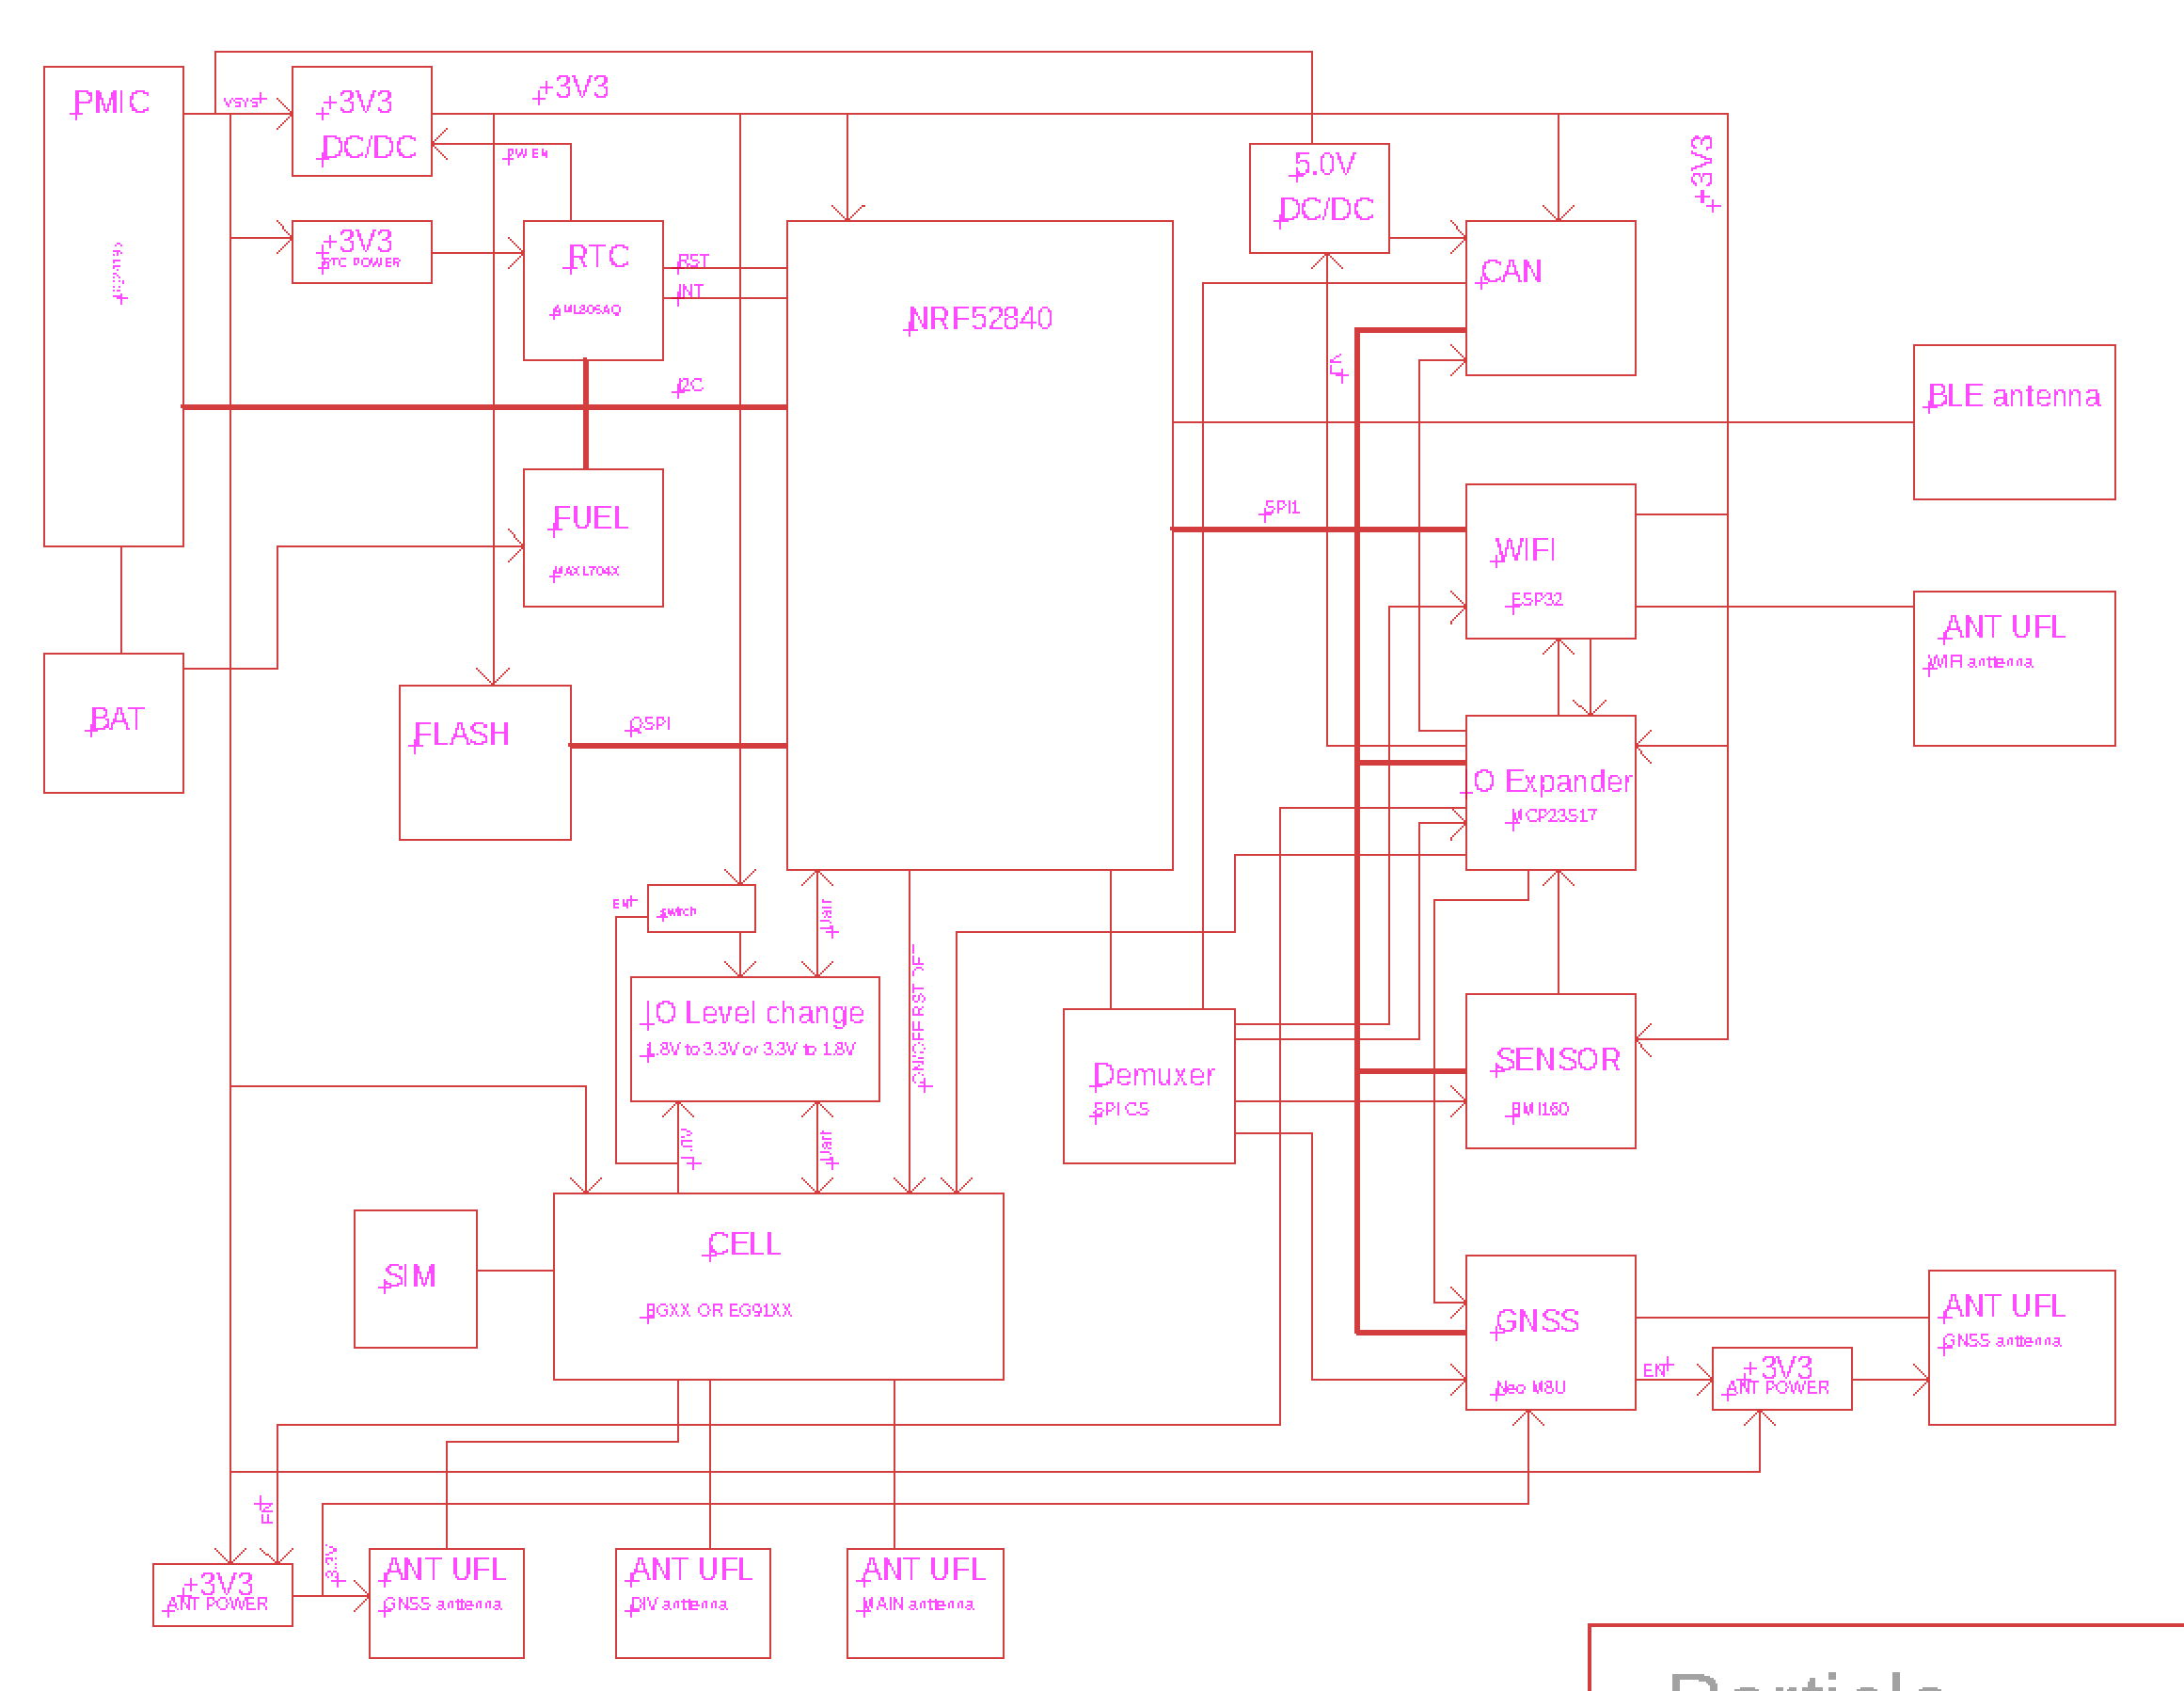 PMIC
VSYS
+3V3
DC/DC
+3V3
PW EN
+3V3
RTC POWER
RTC
RST
INT
NRF52840
5.0V
DC/DC
+3V3
CAN
I2C
BLE antenna
FUEL
SPI1
WIFI
ESP32
ANT UFL
WIFI antenna
BAT
FLASH
QSPI
IO Expander
MCP23S17
EN
switch
Uart
ON/OFF RST
IO Level change
1.8V to 3.3V or 3.3V to 1.8V
Demuxer
SPI CS
SENSOR
BMI160
Uart
CELL
BGXX OR EG91XX
SIM
GNSS
Neo M8U
EN
+3V3
ANT POWER
ANT UFL
GNSS antenna
EN
3.3V
+3V3
ANT POWER
ANT UFL
GNSS antenna
ANT UFL
DIV antenna
ANT UFL
MAIN antenna